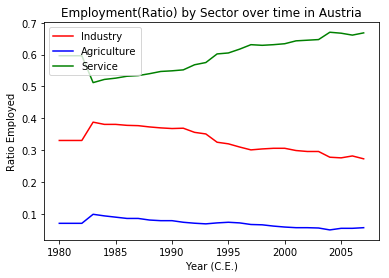 Employment(Ratio) by Sector over time in Austria
Industry
Agriculture
Service
Ratio Employed
0.7
0.6
0.5
0.4
0.3
0.2
0.1
1980 1985 1990 1995 2000 2005
Year (C.E.)